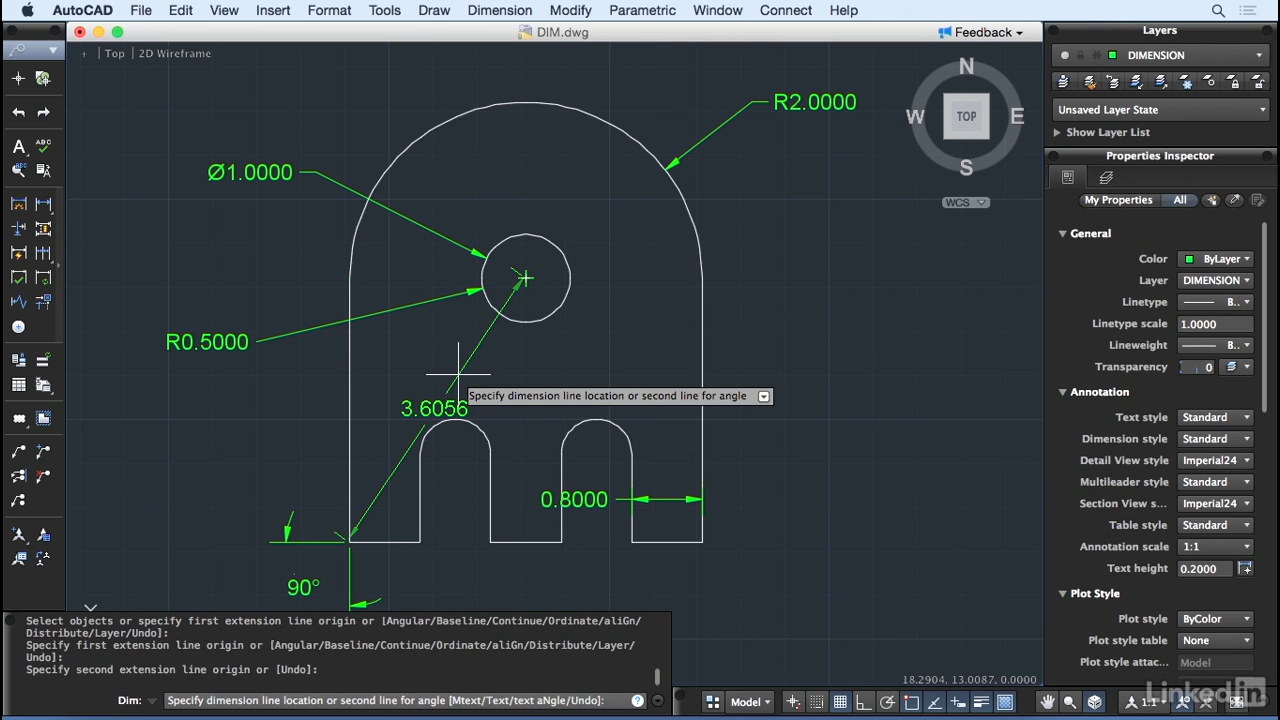 AutoCAD File Edit View Insert Format Tools Draw Dimension Modify Parametric Window Connect Help
DIM.dwg
Feedback
+ Top 2D Wireframe
N
W TOP E
S
WCS
R2.0000
Ø1.0000
R0.5000
3.6056
Specify dimension line location or second line for angle
0.8000
90°
Select objects or specify first extension line origin or [Angular/Baseline/Continue/Ordinate/aliGn/
Distribute/Layer/Undo]:
Specify first extension line origin or [Angular/Baseline/Continue/Ordinate/aliGn/Distribute/Layer/
Undo]:
Specify second extension line origin or [Undo]:
Dim: Specify dimension line location or second line for angle [Mtext/Text/text aNgle/Undo]:
18.2904, 13.0087, 0.0000
Model
1:1
A
ABC
Layers
DIMENSION
Unsaved Layer State
Show Layer List
Properties Inspector
My Properties All
General
Color ByLayer
Layer DIMENSION
Linetype B..
Linetype scale 1.0000
Lineweight B..
Transparency 0
Annotation
Text style Standard
Dimension style Standard
Detail View style Imperial24
Multileader style Standard
Section View s... Imperial24
Table style Standard
Annotation scale 1:1
Text height 0.2000
Plot Style
Plot style ByColor
Plot style table None
Plot style attac... Model
LinkedIn